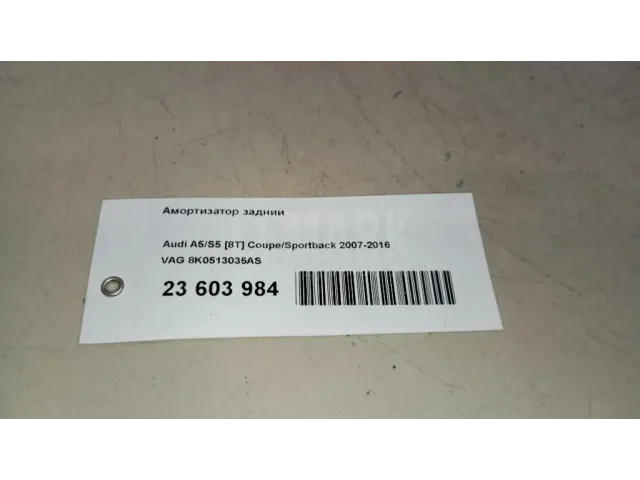 Амортизатор задний
Audi A5/S5 [8T] Coupe/Sportback 2007-2016
VAG 8K0513035AS
23 603 984